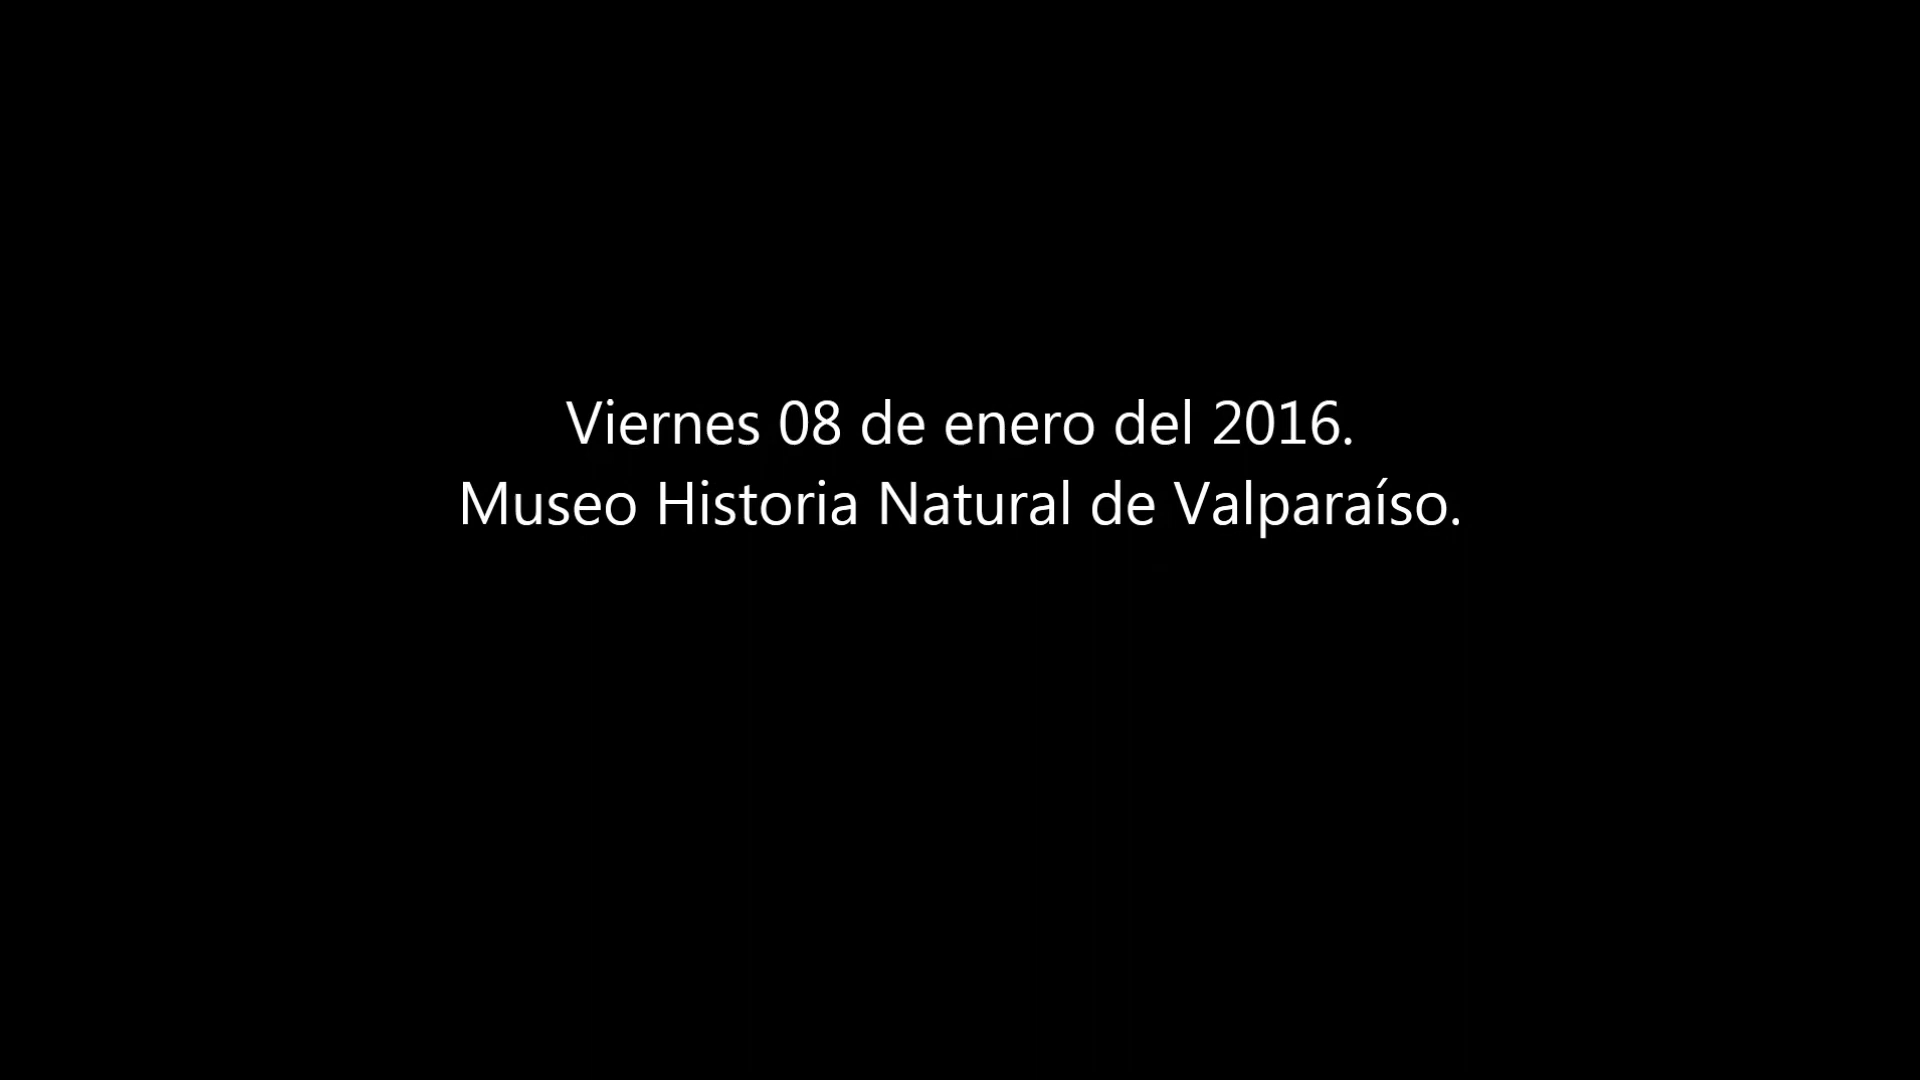 Viernes 08 de enero del 2016.
Museo Historia Natural de Valparaíso.